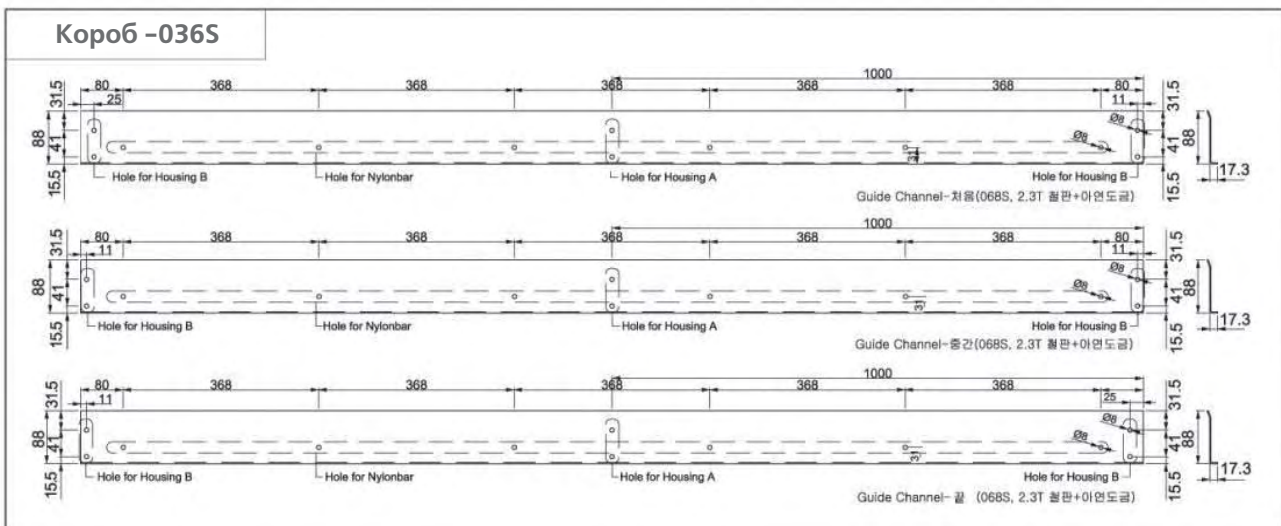 Короб -036S
1000
80 368 368 368 368 368 80
31.5 25 11 31.5
88 41 Ø8 Ø8 31 41 88
15.5 15.5 17.3
Hole for Housing B Hole for Nylonbar Hole for Housing A Hole for Housing B
Guide Channel-처음(068S, 2.3T 철판+아연도금)
1000
80 368 368 368 368 368 80
31.5 11 11 31.5
88 41 Ø8 Ø8 31 41 88
15.5 15.5 17.3
Hole for Housing B Hole for Nylonbar Hole for Housing A Hole for Housing B
Guide Channel-중간(068S, 2.3T 철판+아연도금)
1000
80 368 368 368 368 368
31.5 11 25 31.5
88 41 Ø8 Ø8 31 41 88
15.5 15.5 17.3
Hole for Housing B Hole for Nylonbar Hole for Housing A Hole for Housing B
Guide Channel- 끝 (068S, 2.3T 철판+아연도금)